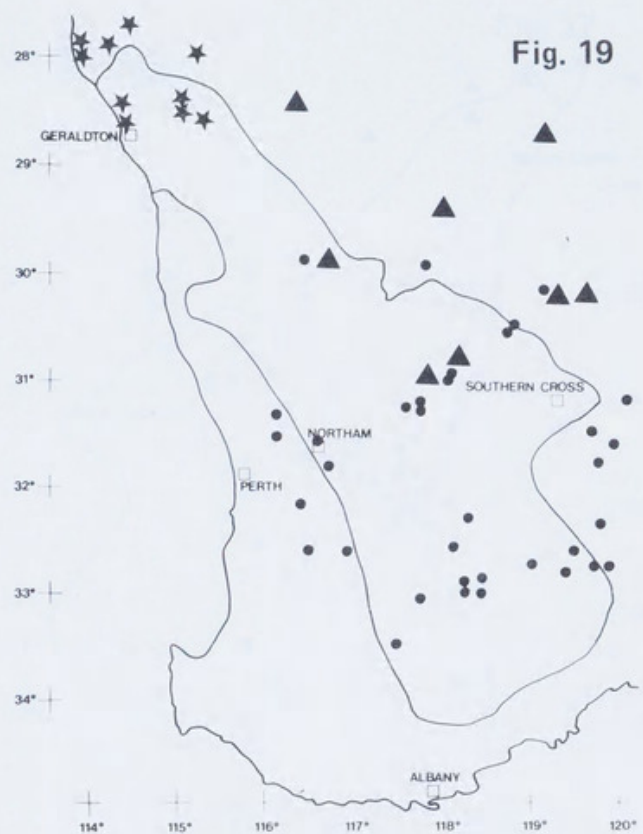 Fig. 19
28°
GERALDTON
29°
30°
31°
SOUTHERN CROSS
NORTHAM
32°
PERTH
33°
34°
ALBANY
114° 115° 116° 117° 118° 119° 120°